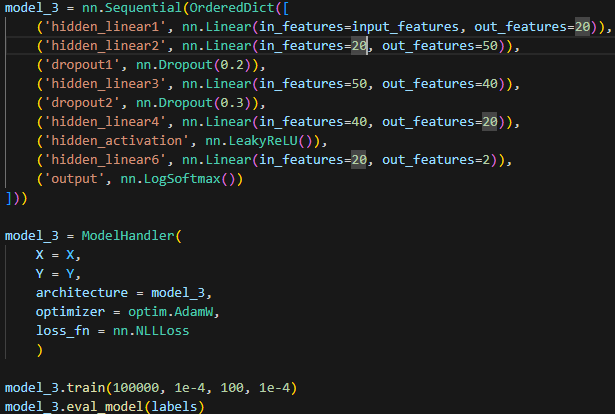 model_3 = nn.Sequential(OrderedDict([
    ('hidden_linear1', nn.Linear(in_features=input_features, out_features=20)),
    ('hidden_linear2', nn.Linear(in_features=20, out_features=50)),
    ('dropout1', nn.Dropout(0.2)),
    ('hidden_linear3', nn.Linear(in_features=50, out_features=40)),
    ('dropout2', nn.Dropout(0.3)),
    ('hidden_linear4', nn.Linear(in_features=40, out_features=20)),
    ('hidden_activation', nn.LeakyReLU()),
    ('hidden_linear6', nn.Linear(in_features=20, out_features=2)),
    ('output', nn.LogSoftmax())
]))

model_3 = ModelHandler(
    X = X,
    Y = Y,
    architecture = model_3,
    optimizer = optim.AdamW,
    loss_fn = nn.NLLLoss
    )

model_3.train(100000, 1e-4, 100, 1e-4)
model_3.eval_model(labels)